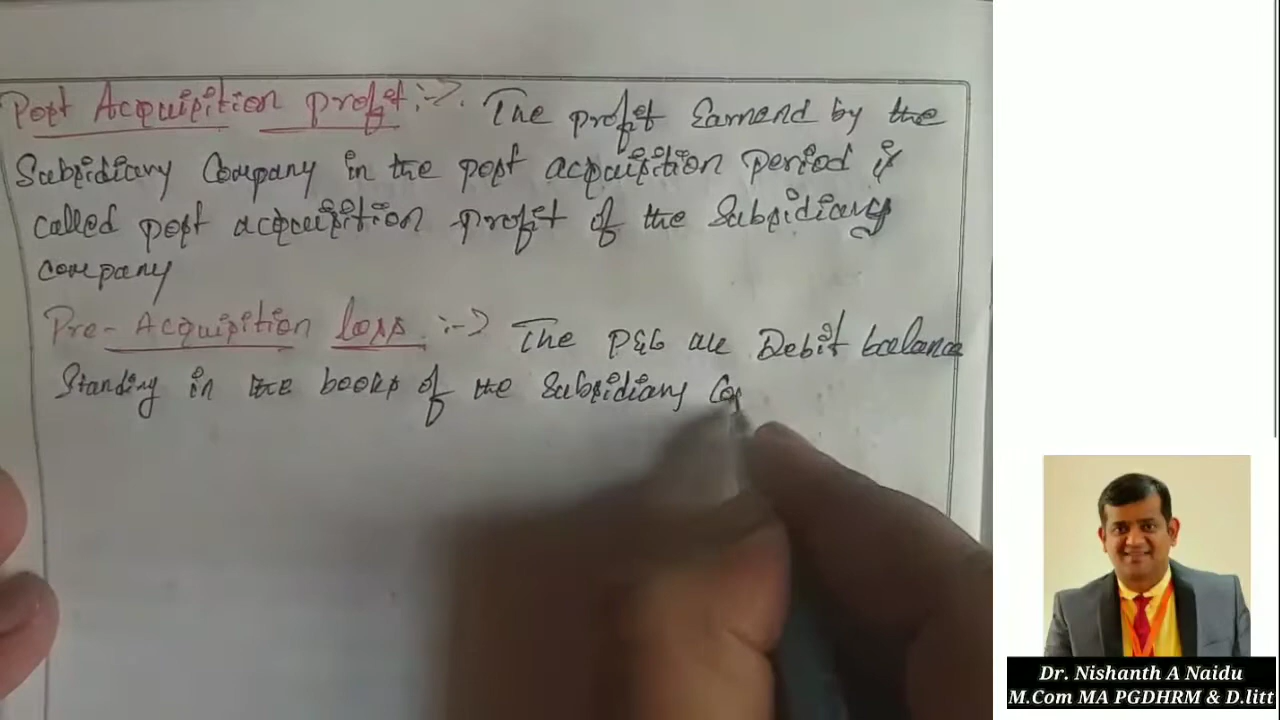 Post Acquisition profit :->. The profit Earnend by the
Subsidiary Company in the post acquisition period is
called post acquisition profit of the Subsidiary
company
Pre-Acquisition loss :-> The P&L a/c Debit balance
Standing in the books of the Subsidiary Co
Dr. Nishanth A Naidu
M.Com MA PGDHRM & D.litt